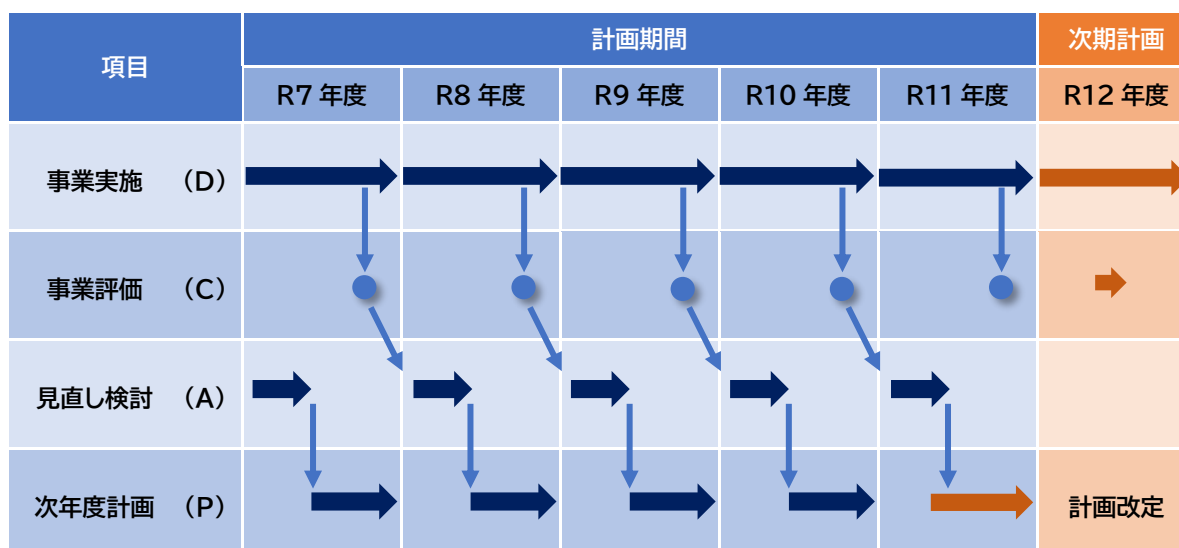 項目
計画期間
次期計画
R7 年度
R8 年度
R9 年度
R10 年度
R11 年度
R12 年度
事業実施 （D）
事業評価 （C）
見直し検討 （A）
次年度計画 （P）
計画改定